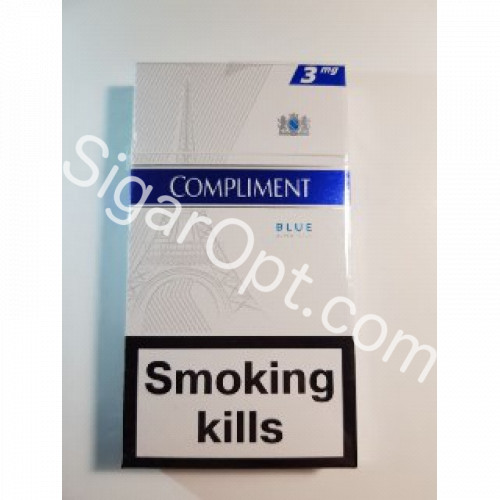 3 mg
COMPLIMENT
BLUE
Smoking
kills
SigarOpt.com